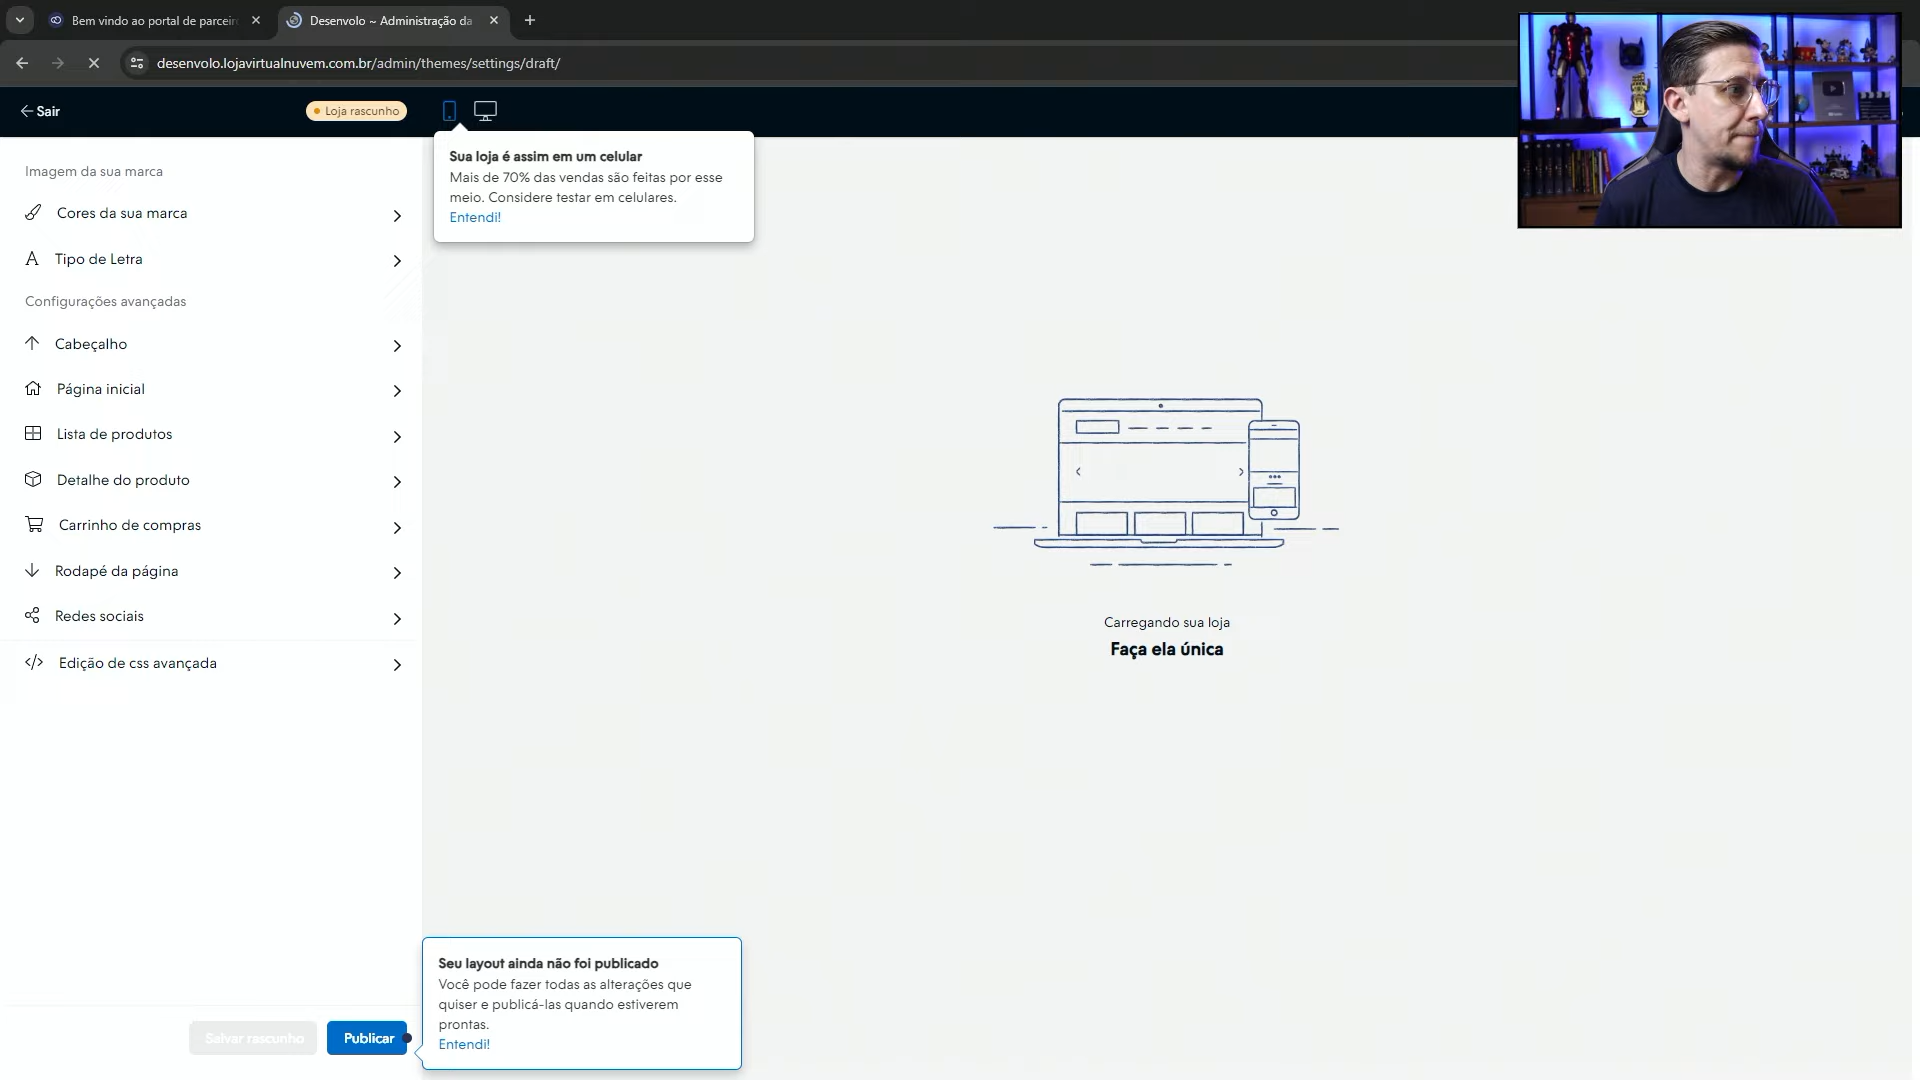 Bem vindo ao portal de parceir
Desenvolo ~ Administração da
desenvolo.lojavirtualnuvem.com.br/admin/themes/settings/draft/
Sair
Loja rascunho
Sua loja é assim em um celular
Mais de 70% das vendas são feitas por esse
meio. Considere testar em celulares.
Entendi!
Imagem da sua marca
Cores da sua marca
Tipo de Letra
Configurações avançadas
Cabeçalho
Página inicial
Lista de produtos
Detalhe do produto
Carrinho de compras
Rodapé da página
Redes sociais
Edição de css avançada
Carregando sua loja
Faça ela única
Seu layout ainda não foi publicado
Você pode fazer todas as alterações que
quiser e publicá-las quando estiverem
prontas.
Entendi!
Salvar rascunho
Publicar